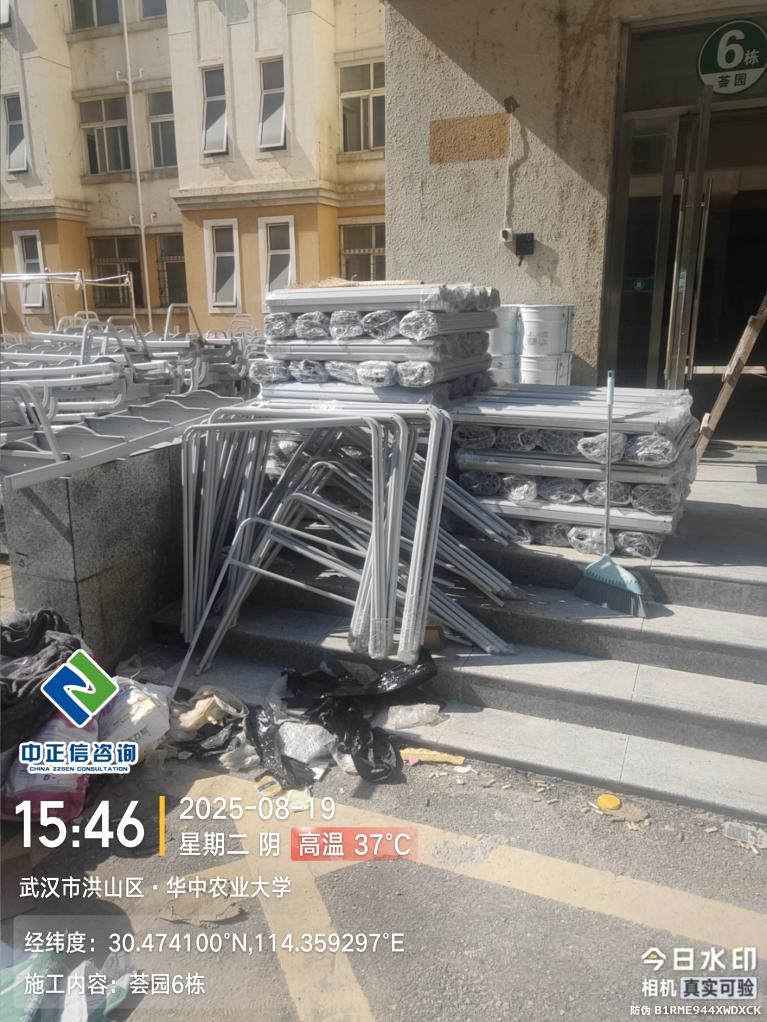 6栋
荟园
中正信咨询
CHINA ZZSEN CONSULTATION
15:46
2025-08-19
星期二 阴 高温 37°C
武汉市洪山区·华中农业大学
经纬度：30.474100°N,114.359297°E
施工内容：荟园6栋
今日水印
相机 真实可验
防伪 B1RME944XWDXCK